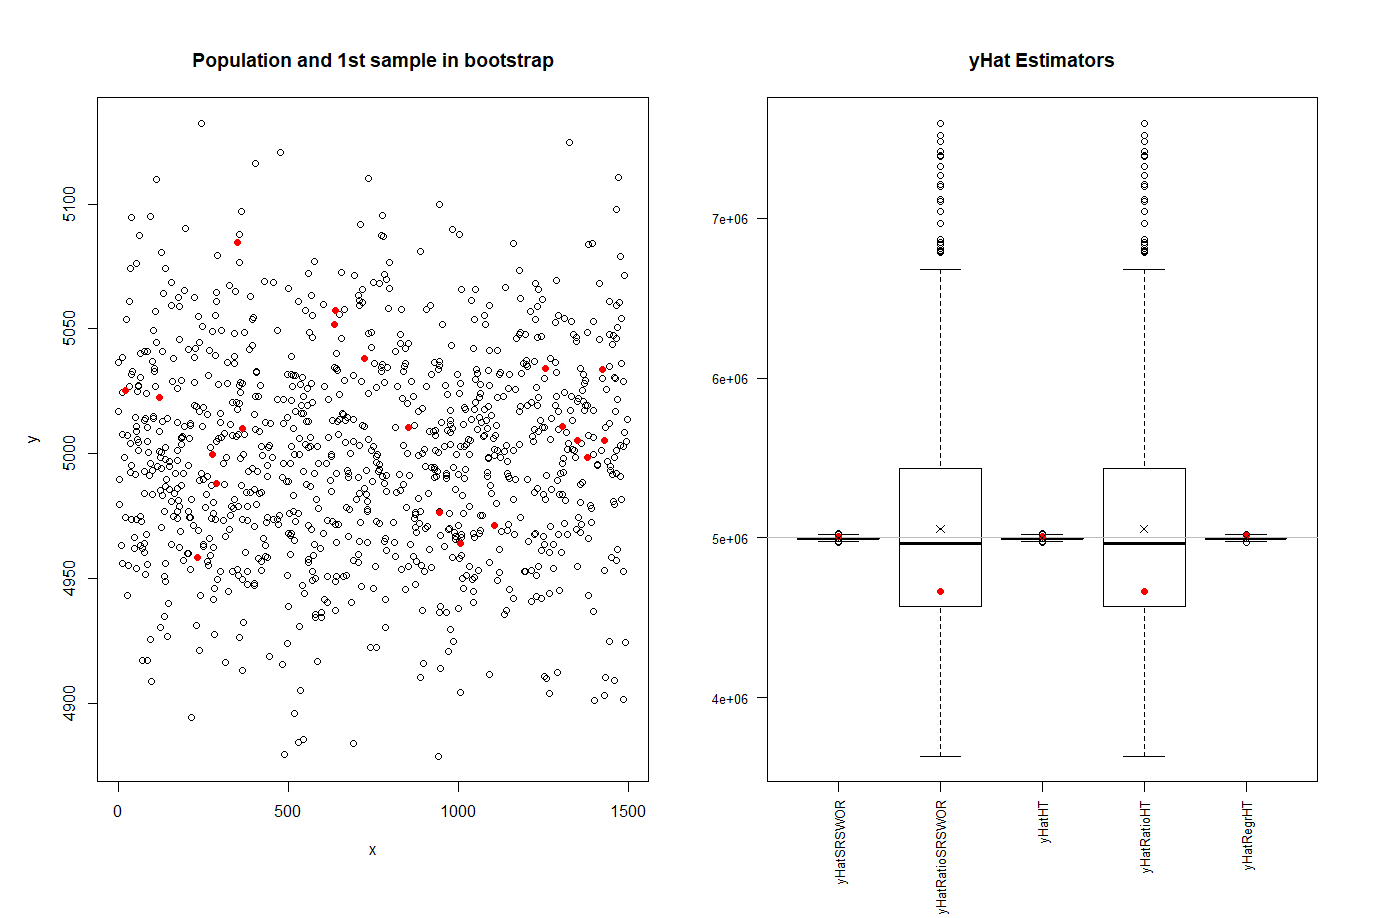 Population and 1st sample in bootstrap
y
5100
5050
5000
4950
4900
0
500
1000
1500
x
yHat Estimators
7e+06
6e+06
5e+06
4e+06
yHatSRSWOR
yHatRatioSRSWOR
yHatHT
yHatRatioHT
yHatRegrHT